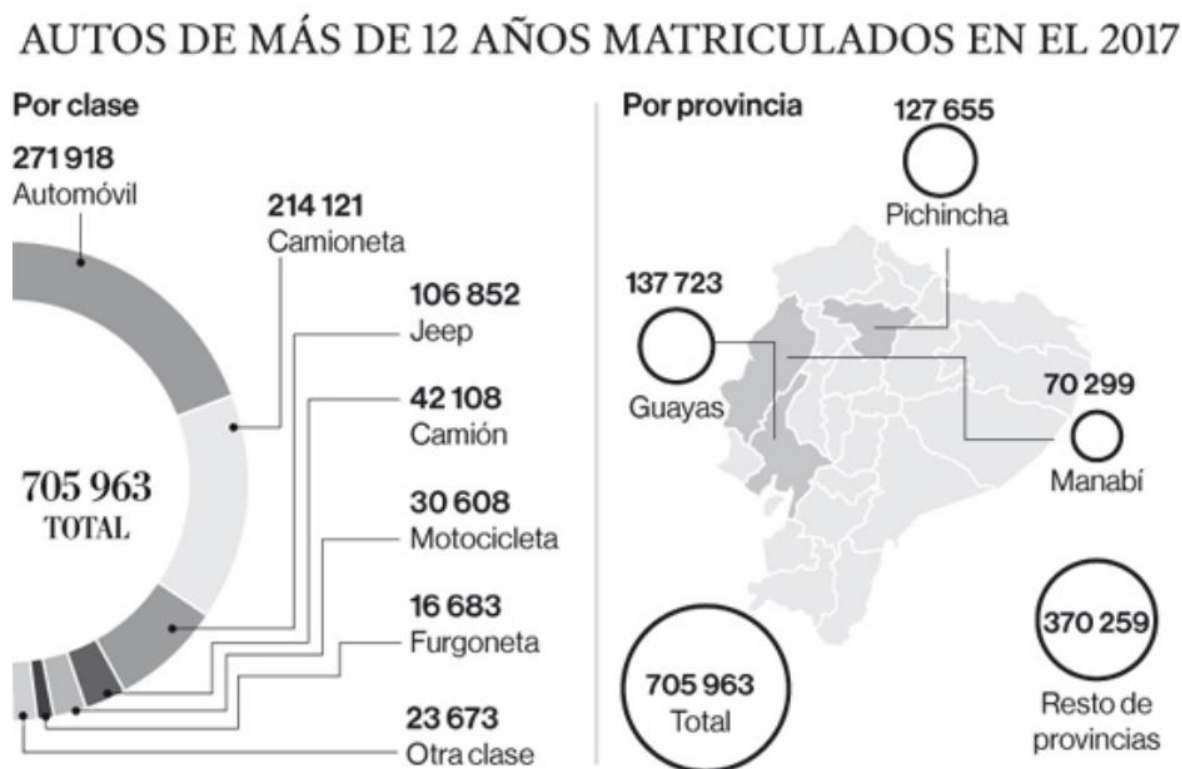 AUTOS DE MÁS DE 12 AÑOS MATRICULADOS EN EL 2017
Por clase
271 918
Automóvil
214 121
Camioneta
106 852
Jeep
42 108
Camión
30 608
Motocicleta
16 683
Furgoneta
23 673
Otra clase
705 963
TOTAL
Por provincia
127 655
Pichincha
137 723
Guayas
70 299
Manabí
370 259
Resto de
provincias
705 963
Total